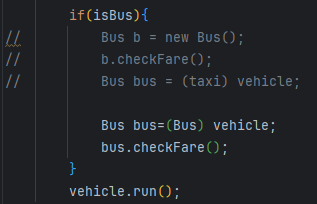 if(isBus){
//          Bus b = new Bus();
//          b.checkFare();
//          Bus bus = (taxi) vehicle;

            Bus bus=(Bus) vehicle;
            bus.checkFare();
        }
        vehicle.run();